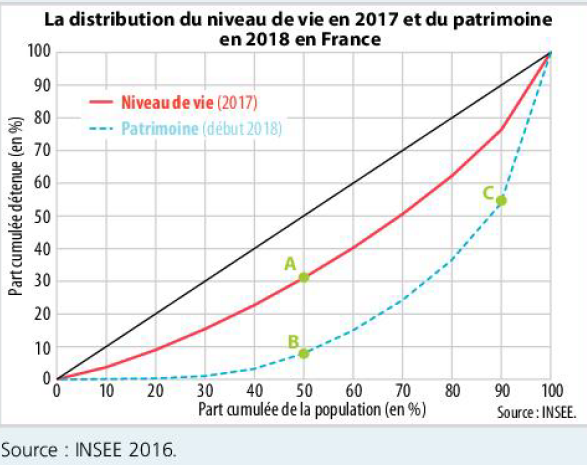 La distribution du niveau de vie en 2017 et du patrimoine
en 2018 en France
Part cumulée détenue (en %)
100
90
80
70
60
50
40
30
20
10
0
Niveau de vie (2017)
Patrimoine (début 2018)
A
B
C
0 10 20 30 40 50 60 70 80 90 100
Part cumulée de la population (en %)
Source : INSEE.
Source : INSEE 2016.